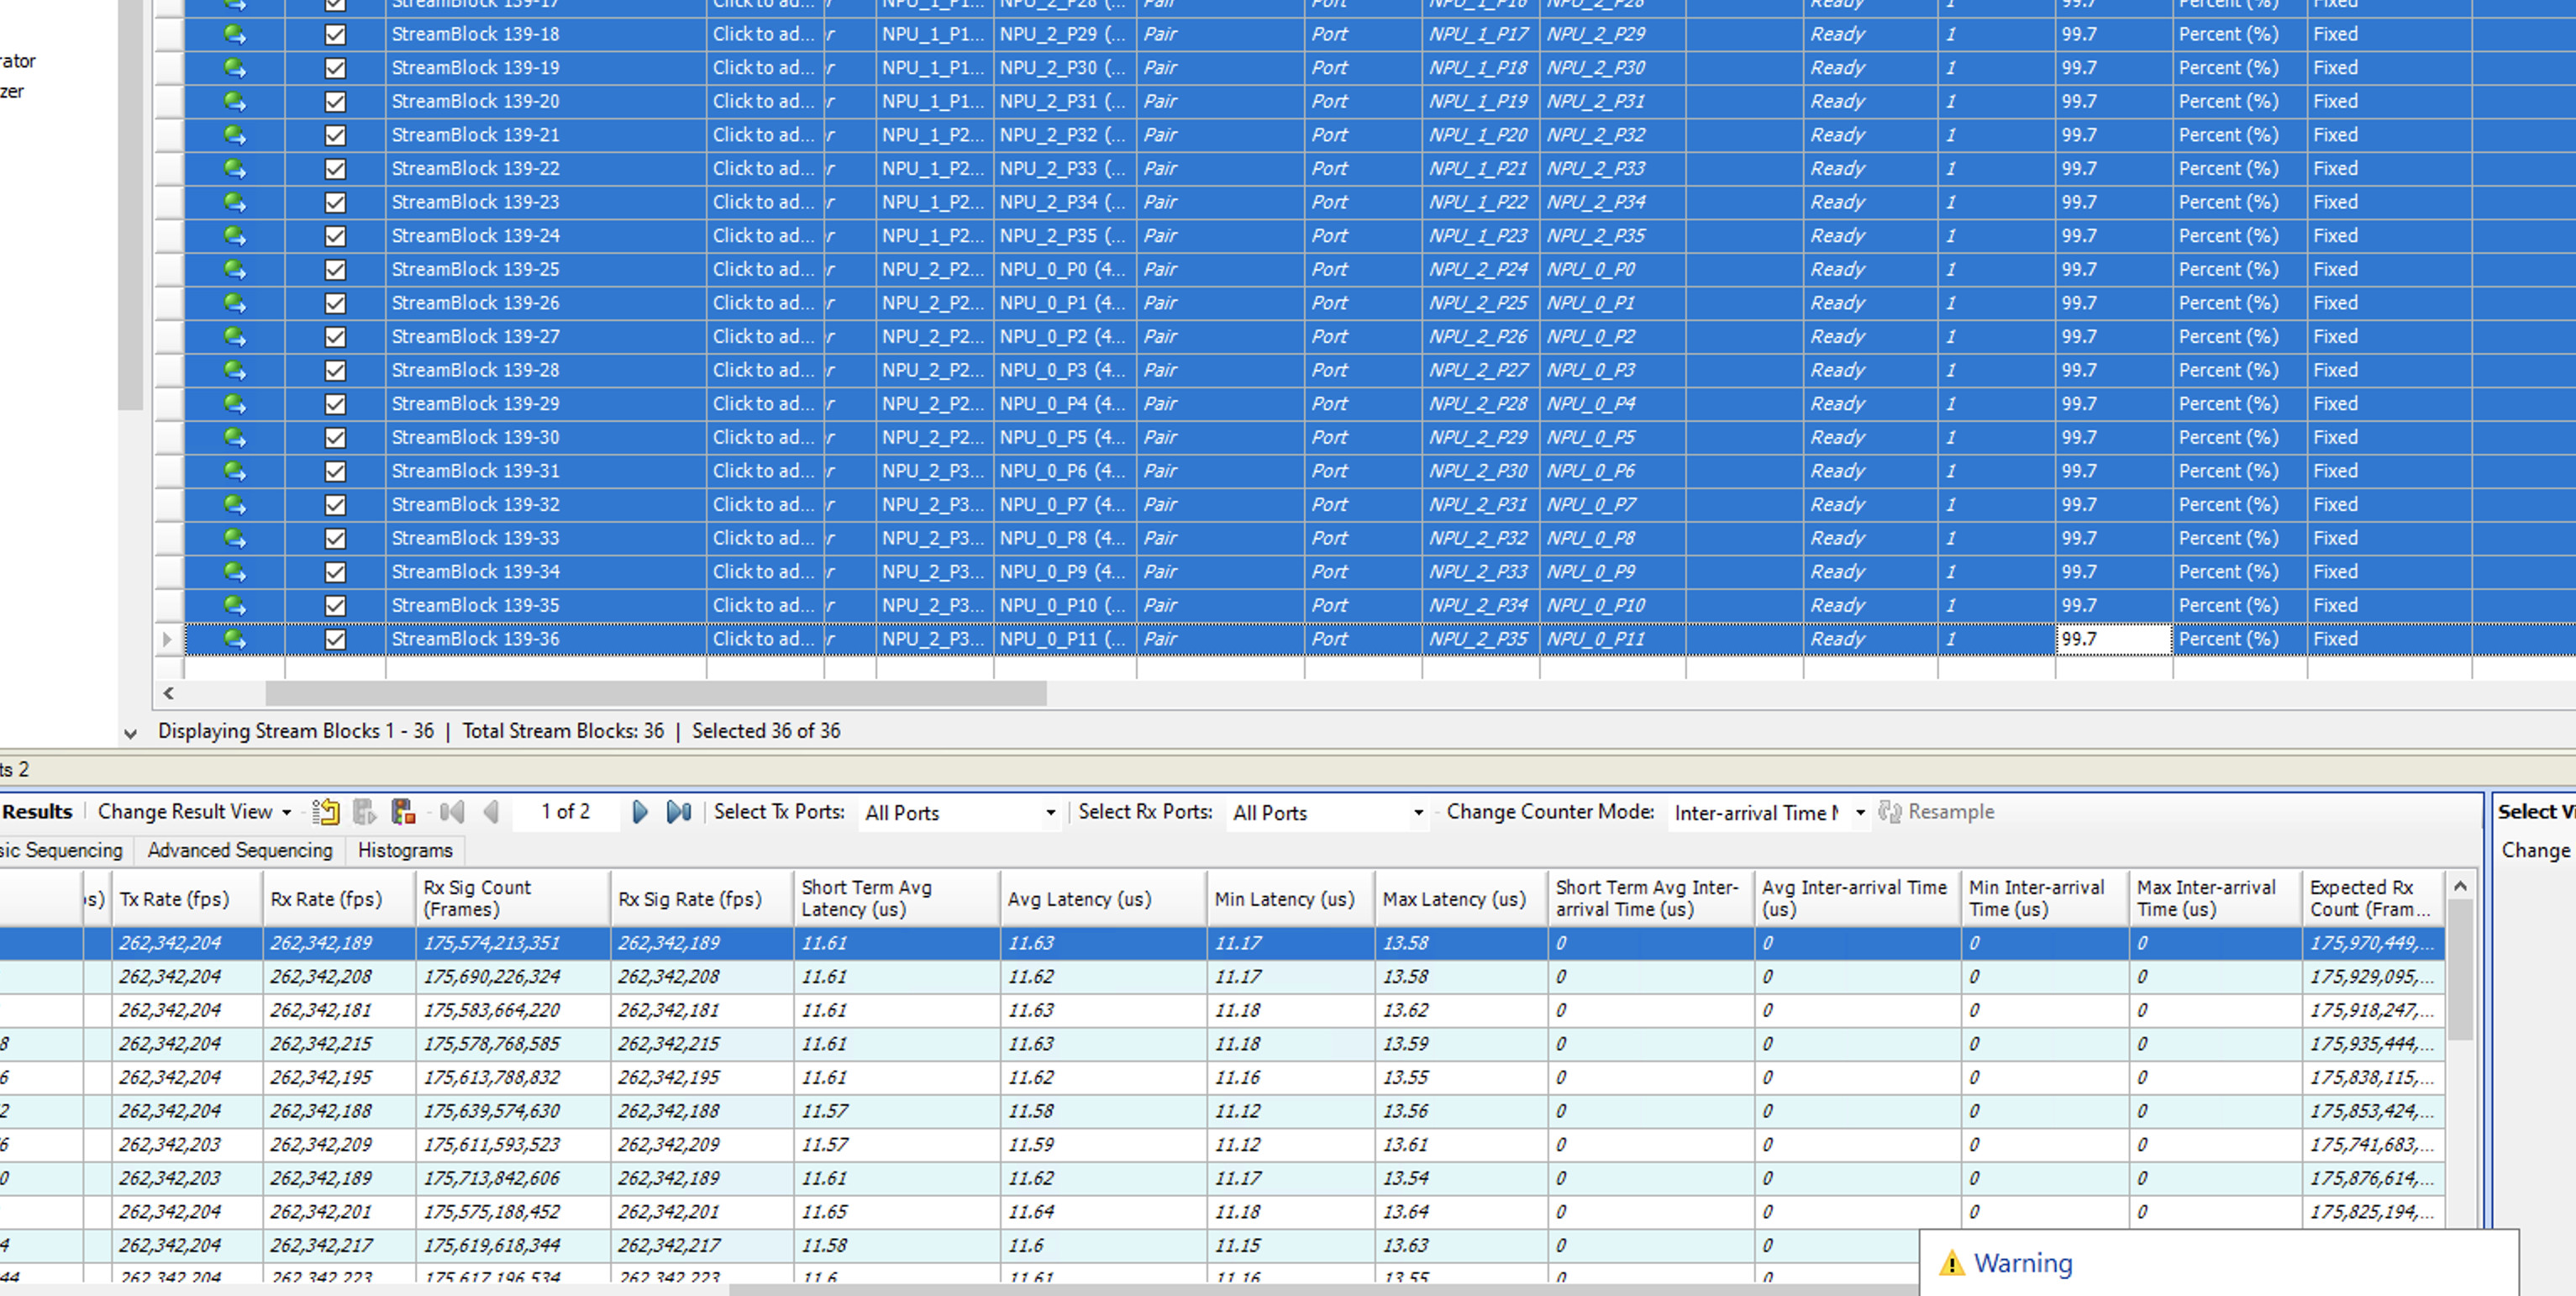 StreamBlock 139-17 NPU_1_P1... NPU_2_P28 (... Pair Port NPU_1_P16 NPU_2_P28 Ready 1 99.7 Percent (%) Fixed
StreamBlock 139-18 Click to ad... r NPU_1_P1... NPU_2_P29 (... Pair Port NPU_1_P17 NPU_2_P29 Ready 1 99.7 Percent (%) Fixed
rator
StreamBlock 139-19 Click to ad... r NPU_1_P1... NPU_2_P30 (... Pair Port NPU_1_P18 NPU_2_P30 Ready 1 99.7 Percent (%) Fixed
zer
StreamBlock 139-20 Click to ad... r NPU_1_P1... NPU_2_P31 (... Pair Port NPU_1_P19 NPU_2_P31 Ready 1 99.7 Percent (%) Fixed
StreamBlock 139-21 Click to ad... r NPU_1_P2... NPU_2_P32 (... Pair Port NPU_1_P20 NPU_2_P32 Ready 1 99.7 Percent (%) Fixed
StreamBlock 139-22 Click to ad... r NPU_1_P2... NPU_2_P33 (... Pair Port NPU_1_P21 NPU_2_P33 Ready 1 99.7 Percent (%) Fixed
StreamBlock 139-23 Click to ad... r NPU_1_P2... NPU_2_P34 (... Pair Port NPU_1_P22 NPU_2_P34 Ready 1 99.7 Percent (%) Fixed
StreamBlock 139-24 Click to ad... r NPU_1_P2... NPU_2_P35 (... Pair Port NPU_1_P23 NPU_2_P35 Ready 1 99.7 Percent (%) Fixed
StreamBlock 139-25 Click to ad... r NPU_2_P2... NPU_0_P0 (4... Pair Port NPU_2_P24 NPU_0_P0 Ready 1 99.7 Percent (%) Fixed
StreamBlock 139-26 Click to ad... r NPU_2_P2... NPU_0_P1 (4... Pair Port NPU_2_P25 NPU_0_P1 Ready 1 99.7 Percent (%) Fixed
StreamBlock 139-27 Click to ad... r NPU_2_P2... NPU_0_P2 (4... Pair Port NPU_2_P26 NPU_0_P2 Ready 1 99.7 Percent (%) Fixed
StreamBlock 139-28 Click to ad... r NPU_2_P2... NPU_0_P3 (4... Pair Port NPU_2_P27 NPU_0_P3 Ready 1 99.7 Percent (%) Fixed
StreamBlock 139-29 Click to ad... r NPU_2_P2... NPU_0_P4 (4... Pair Port NPU_2_P28 NPU_0_P4 Ready 1 99.7 Percent (%) Fixed
StreamBlock 139-30 Click to ad... r NPU_2_P2... NPU_0_P5 (4... Pair Port NPU_2_P29 NPU_0_P5 Ready 1 99.7 Percent (%) Fixed
StreamBlock 139-31 Click to ad... r NPU_2_P3... NPU_0_P6 (4... Pair Port NPU_2_P30 NPU_0_P6 Ready 1 99.7 Percent (%) Fixed
StreamBlock 139-32 Click to ad... r NPU_2_P3... NPU_0_P7 (4... Pair Port NPU_2_P31 NPU_0_P7 Ready 1 99.7 Percent (%) Fixed
StreamBlock 139-33 Click to ad... r NPU_2_P3... NPU_0_P8 (4... Pair Port NPU_2_P32 NPU_0_P8 Ready 1 99.7 Percent (%) Fixed
StreamBlock 139-34 Click to ad... r NPU_2_P3... NPU_0_P9 (4... Pair Port NPU_2_P33 NPU_0_P9 Ready 1 99.7 Percent (%) Fixed
StreamBlock 139-35 Click to ad... r NPU_2_P3... NPU_0_P10 (... Pair Port NPU_2_P34 NPU_0_P10 Ready 1 99.7 Percent (%) Fixed
StreamBlock 139-36 Click to ad... r NPU_2_P3... NPU_0_P11 (... Pair Port NPU_2_P35 NPU_0_P11 Ready 1 99.7 Percent (%) Fixed
Displaying Stream Blocks 1 - 36 | Total Stream Blocks: 36 | Selected 36 of 36
ts 2
Results Change Result View 1 of 2 Select Tx Ports: All Ports Select Rx Ports: All Ports Change Counter Mode: Inter-arrival Time Resample Select Vi
sic Sequencing Advanced Sequencing Histograms Change
s) Tx Rate (fps) Rx Rate (fps) Rx Sig Count (Frames) Rx Sig Rate (fps) Short Term Avg Latency (us) Avg Latency (us) Min Latency (us) Max Latency (us) Short Term Avg Inter-arrival Time (us) Avg Inter-arrival Time (us) Min Inter-arrival Time (us) Max Inter-arrival Time (us) Expected Rx Count (Fram...
262,342,204 262,342,189 175,574,213,351 262,342,189 11.61 11.63 11.17 13.58 0 0 0 0 175,970,449,...
262,342,204 262,342,208 175,690,226,324 262,342,208 11.61 11.62 11.17 13.58 0 0 0 0 175,929,095,...
262,342,204 262,342,181 175,583,664,220 262,342,181 11.61 11.63 11.18 13.62 0 0 0 0 175,918,247,...
8 262,342,204 262,342,215 175,578,768,585 262,342,215 11.61 11.63 11.18 13.59 0 0 0 0 175,935,444,...
6 262,342,204 262,342,195 175,613,788,832 262,342,195 11.61 11.62 11.16 13.55 0 0 0 0 175,838,115,...
2 262,342,204 262,342,188 175,639,574,630 262,342,188 11.57 11.58 11.12 13.56 0 0 0 0 175,853,424,...
6 262,342,203 262,342,209 175,611,593,523 262,342,209 11.57 11.59 11.12 13.61 0 0 0 0 175,741,683,...
0 262,342,203 262,342,189 175,713,842,606 262,342,189 11.61 11.62 11.17 13.54 0 0 0 0 175,876,614,...
262,342,204 262,342,201 175,575,188,452 262,342,201 11.65 11.64 11.18 13.64 0 0 0 0 175,825,194,...
4 262,342,204 262,342,217 175,619,618,344 262,342,217 11.58 11.6 11.15 13.63 0 0
44 262,342,204 262,342,223 175,617,196,534 262,342,223 11.6 11.61 11.16 13.55 0 0
Warning